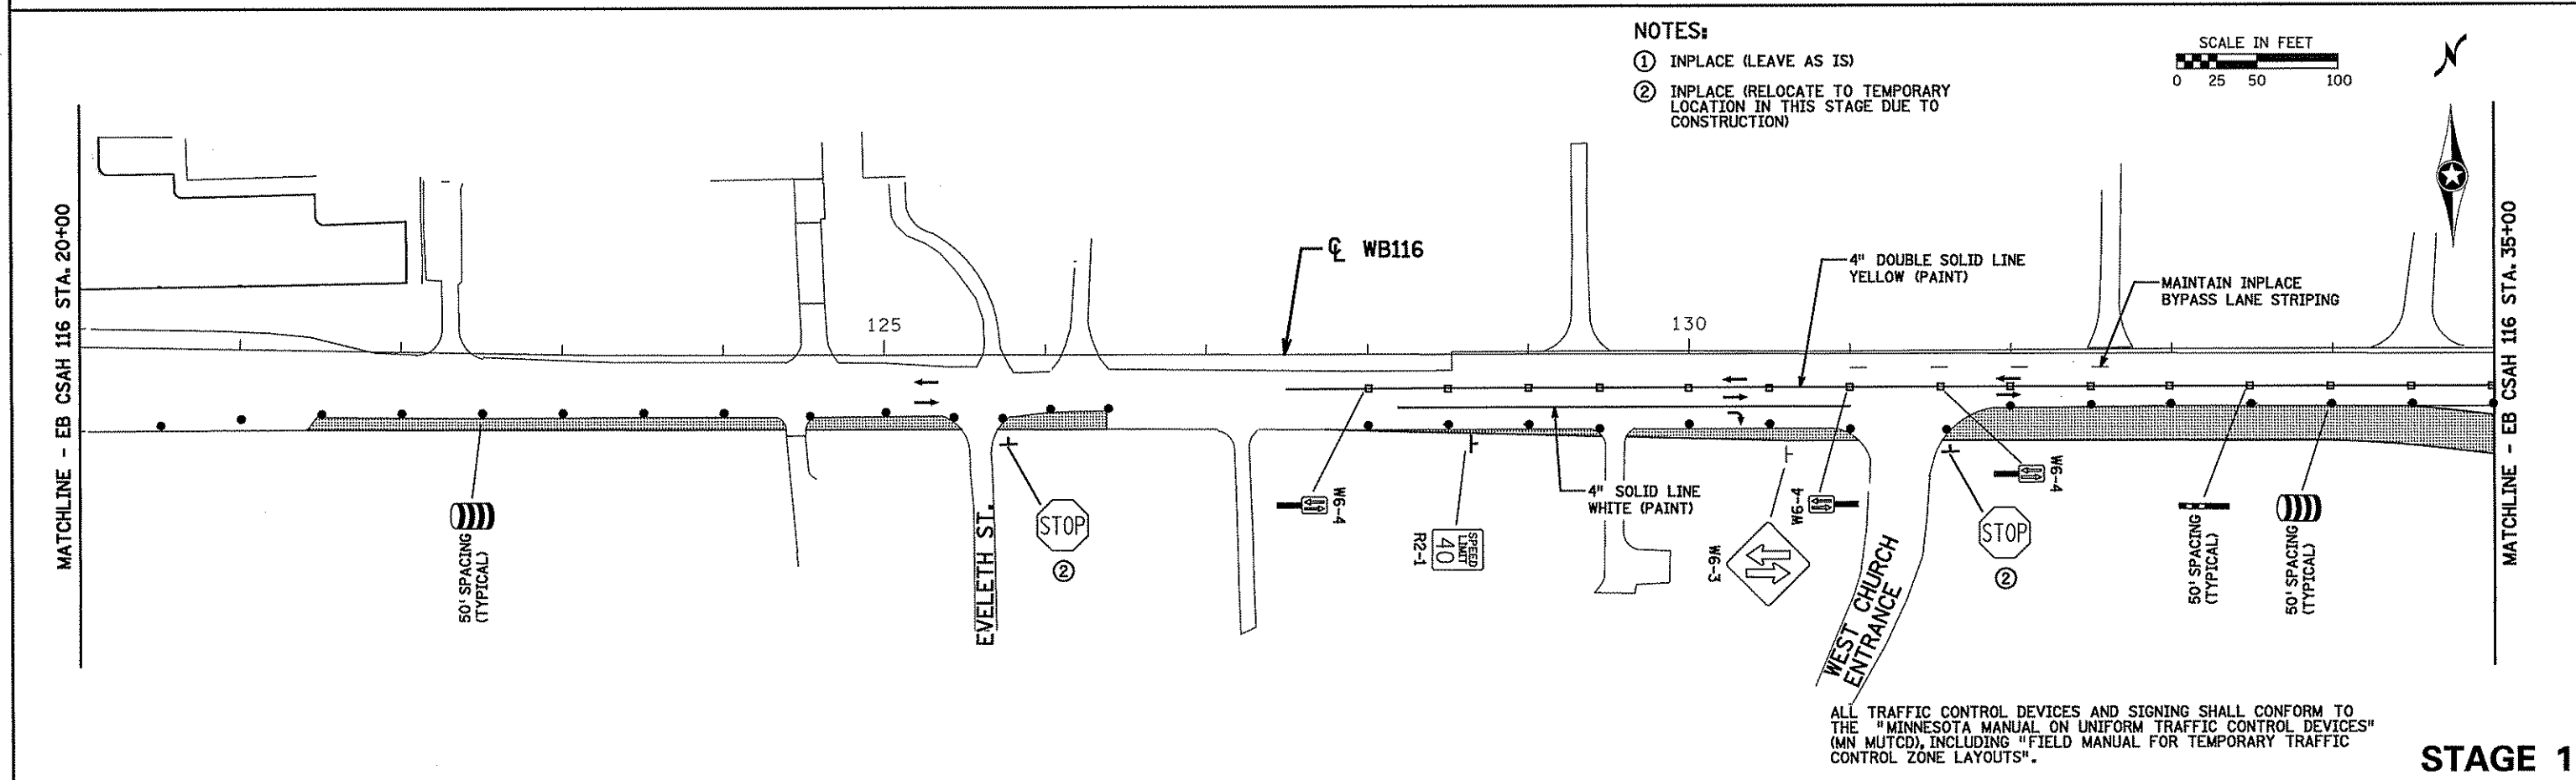 NOTES:
① INPLACE (LEAVE AS IS)
② INPLACE (RELOCATE TO TEMPORARY
LOCATION IN THIS STAGE DUE TO
CONSTRUCTION)
SCALE IN FEET
0 25 50 100
N
MATCHLINE - EB CSAH 116 STA. 20+00
125
℄ WB116
130
4" DOUBLE SOLID LINE
YELLOW (PAINT)
MAINTAIN INPLACE
BYPASS LANE STRIPING
MATCHLINE - EB CSAH 116 STA. 35+00
50' SPACING
(TYPICAL)
EVELETH ST.
STOP
②
W6-4
R2-1
SPEED
LIMIT
40
4" SOLID LINE
WHITE (PAINT)
W6-3
W6-4
WEST CHURCH
ENTRANCE
STOP
②
W6-4
50' SPACING
(TYPICAL)
50' SPACING
(TYPICAL)
ALL TRAFFIC CONTROL DEVICES AND SIGNING SHALL CONFORM TO
THE "MINNESOTA MANUAL ON UNIFORM TRAFFIC CONTROL DEVICES"
(MN MUTCD), INCLUDING "FIELD MANUAL FOR TEMPORARY TRAFFIC
CONTROL ZONE LAYOUTS".
STAGE 1